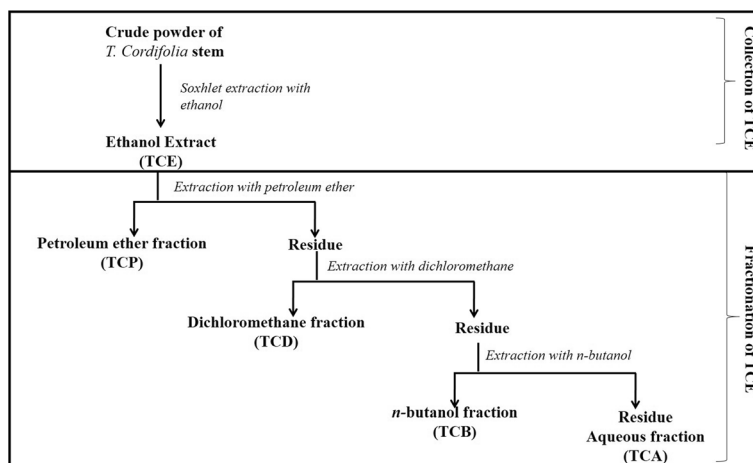 Crude powder of
T. Cordifolia stem
Soxhlet extraction with
ethanol
Ethanol Extract
(TCE)
Collection of TCE
Extraction with petroleum ether
Petroleum ether fraction
(TCP)
Residue
Extraction with dichloromethane
Dichloromethane fraction
(TCD)
Residue
Extraction with n-butanol
n-butanol fraction
(TCB)
Residue
Aqueous fraction
(TCA)
Fractionation of TCE